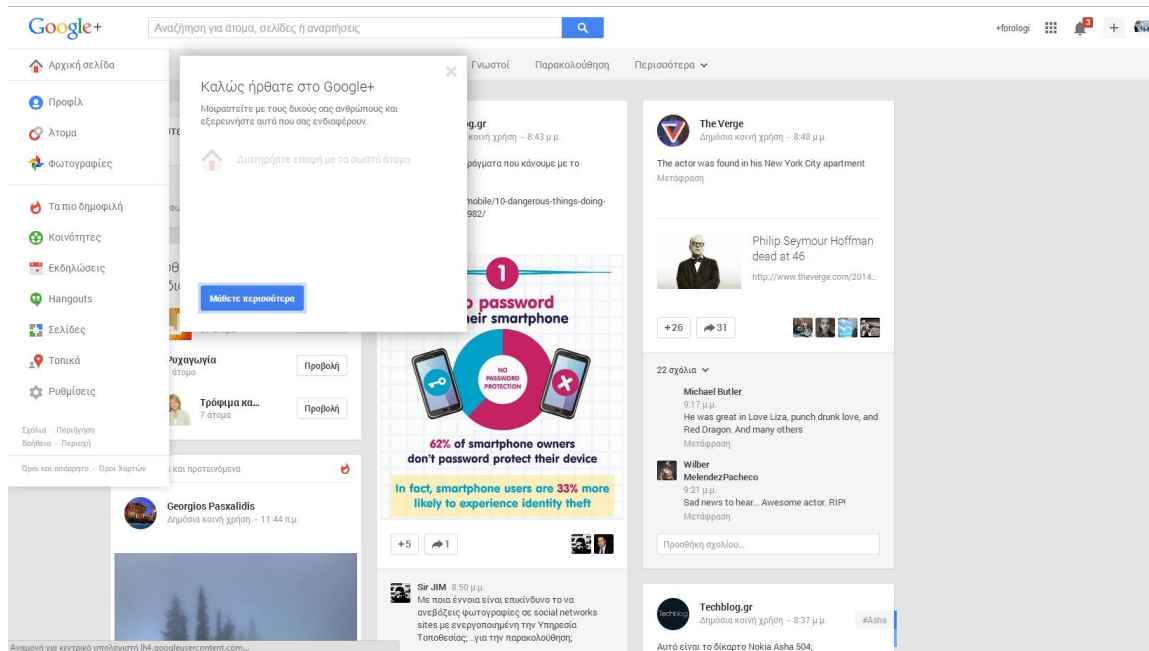 Google+
Αναζήτηση για άτομα, σελίδες ή αναρτήσεις
+forologi
3
Αρχική σελίδα
Προφίλ
Άτομα
Φωτογραφίες
Τα πιο δημοφιλή
Κοινότητες
Εκδηλώσεις
Hangouts
Σελίδες
Τοπικά
Ρυθμίσεις
Σχόλια · Περιήγηση
Βοήθεια · Περιοχή
Όροι και απόρρητο · Όροι Χαρτών
Καλώς ήρθατε στο Google+
Μοιραστείτε με τους δικούς σας ανθρώπους και
εξερευνήστε αυτά που σας ενδιαφέρουν.
Διατηρήστε επαφή με τα σωστά άτομα
Μάθετε περισσότερα
Γνωστοί
Παρακολούθηση
Περισσότερα
Προβολή
7 άτομα
Τρόφιμα κα...
Προβολή
και προτεινόμενα
Georgios Pasxalidis
Δημόσια κοινή χρήση - 11:44 π.μ.
κοινή χρήση - 8:43 μ.μ.
που κάνουμε με το
mobile/10-dangerous-things-doing-
982/
1
password
their smartphone
NO
PASSWORD
PROTECTION
62% of smartphone owners
don't password protect their device
In fact, smartphone users are 33% more
likely to experience identity theft
+5
1
Sir JIM 8:50 μ.μ.
Με ποια έννοια είναι επικίνδυνο το να
ανεβάζεις φωτογραφίες σε social networks
sites με ενεργοποιημένη την Υπηρεσία
Τοποθεσίας; ..για την παρακολούθηση;
The Verge
Δημόσια κοινή χρήση - 8:48 μ.μ.
The actor was found in his New York City apartment
Μετάφραση
Philip Seymour Hoffman
dead at 46
http://www.theverge.com/2014...
+26
31
22 σχόλια
Michael Butler
9:17 μ.μ.
He was great in Love Liza, punch drunk love, and
Red Dragon. And many others
Μετάφραση
Wilber
MelendezPacheco
9:21 μ.μ.
Sad news to hear... Awesome actor. RIP!
Μετάφραση
Προσθήκη σχολίου...
Techblog
Techblog.gr
Δημόσια κοινή χρήση - 8:37 μ.μ.
#Asha
Αυτό είναι το δίκαρτο Nokia Asha 504;
Αναμονή για κεντρικό υπολογιστή lh4.googleusercontent.com...